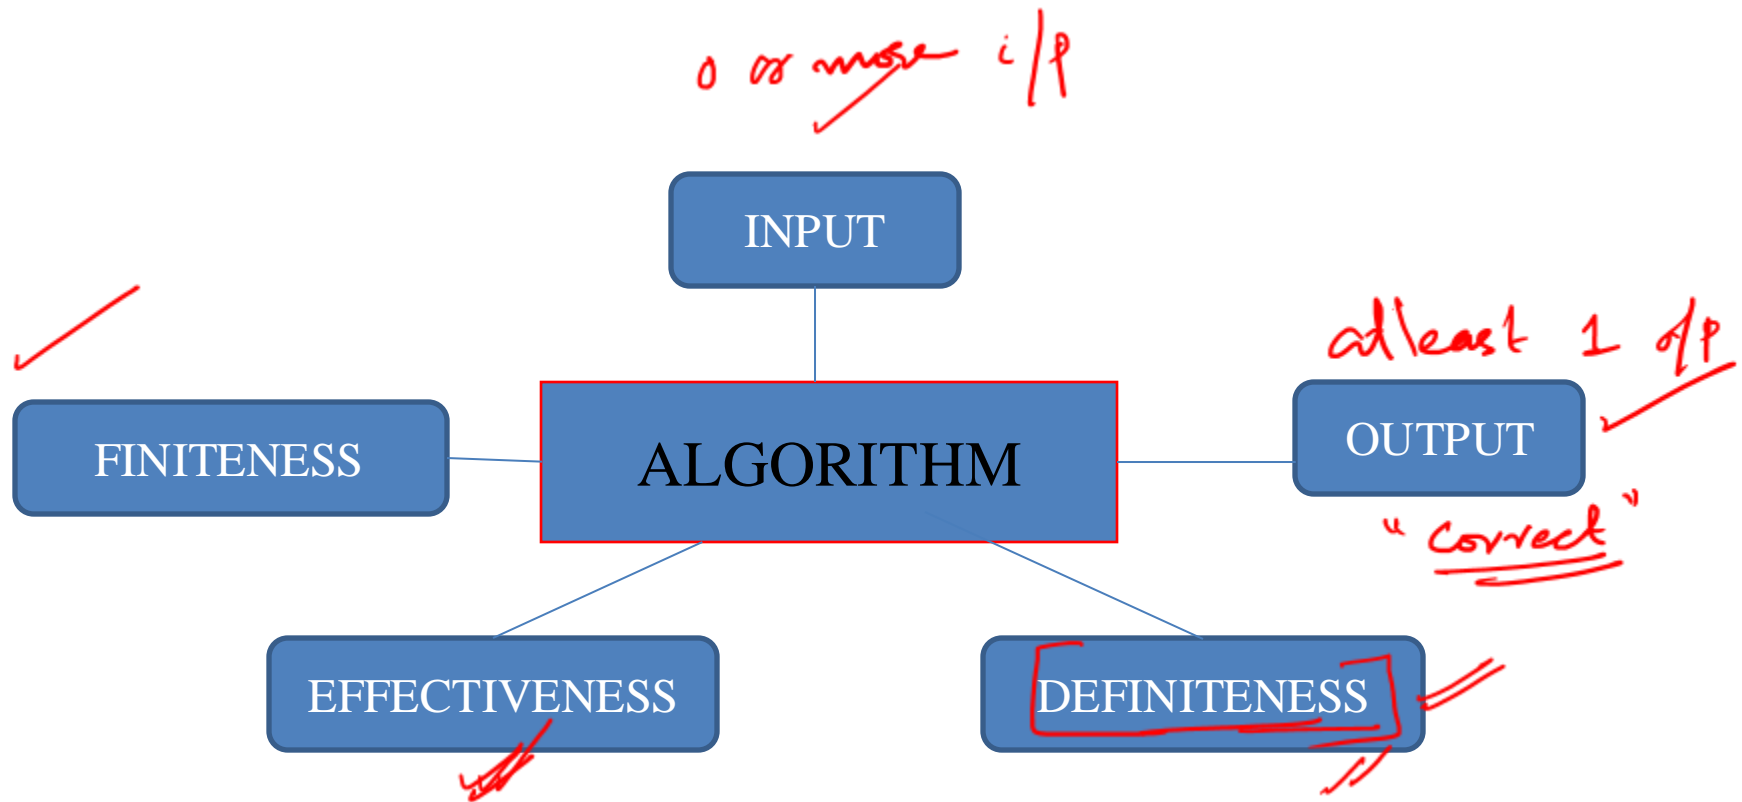 0 or more i/p
INPUT
atleast 1 o/p
FINITENESS
ALGORITHM
OUTPUT
"correct"
EFFECTIVENESS
DEFINITENESS